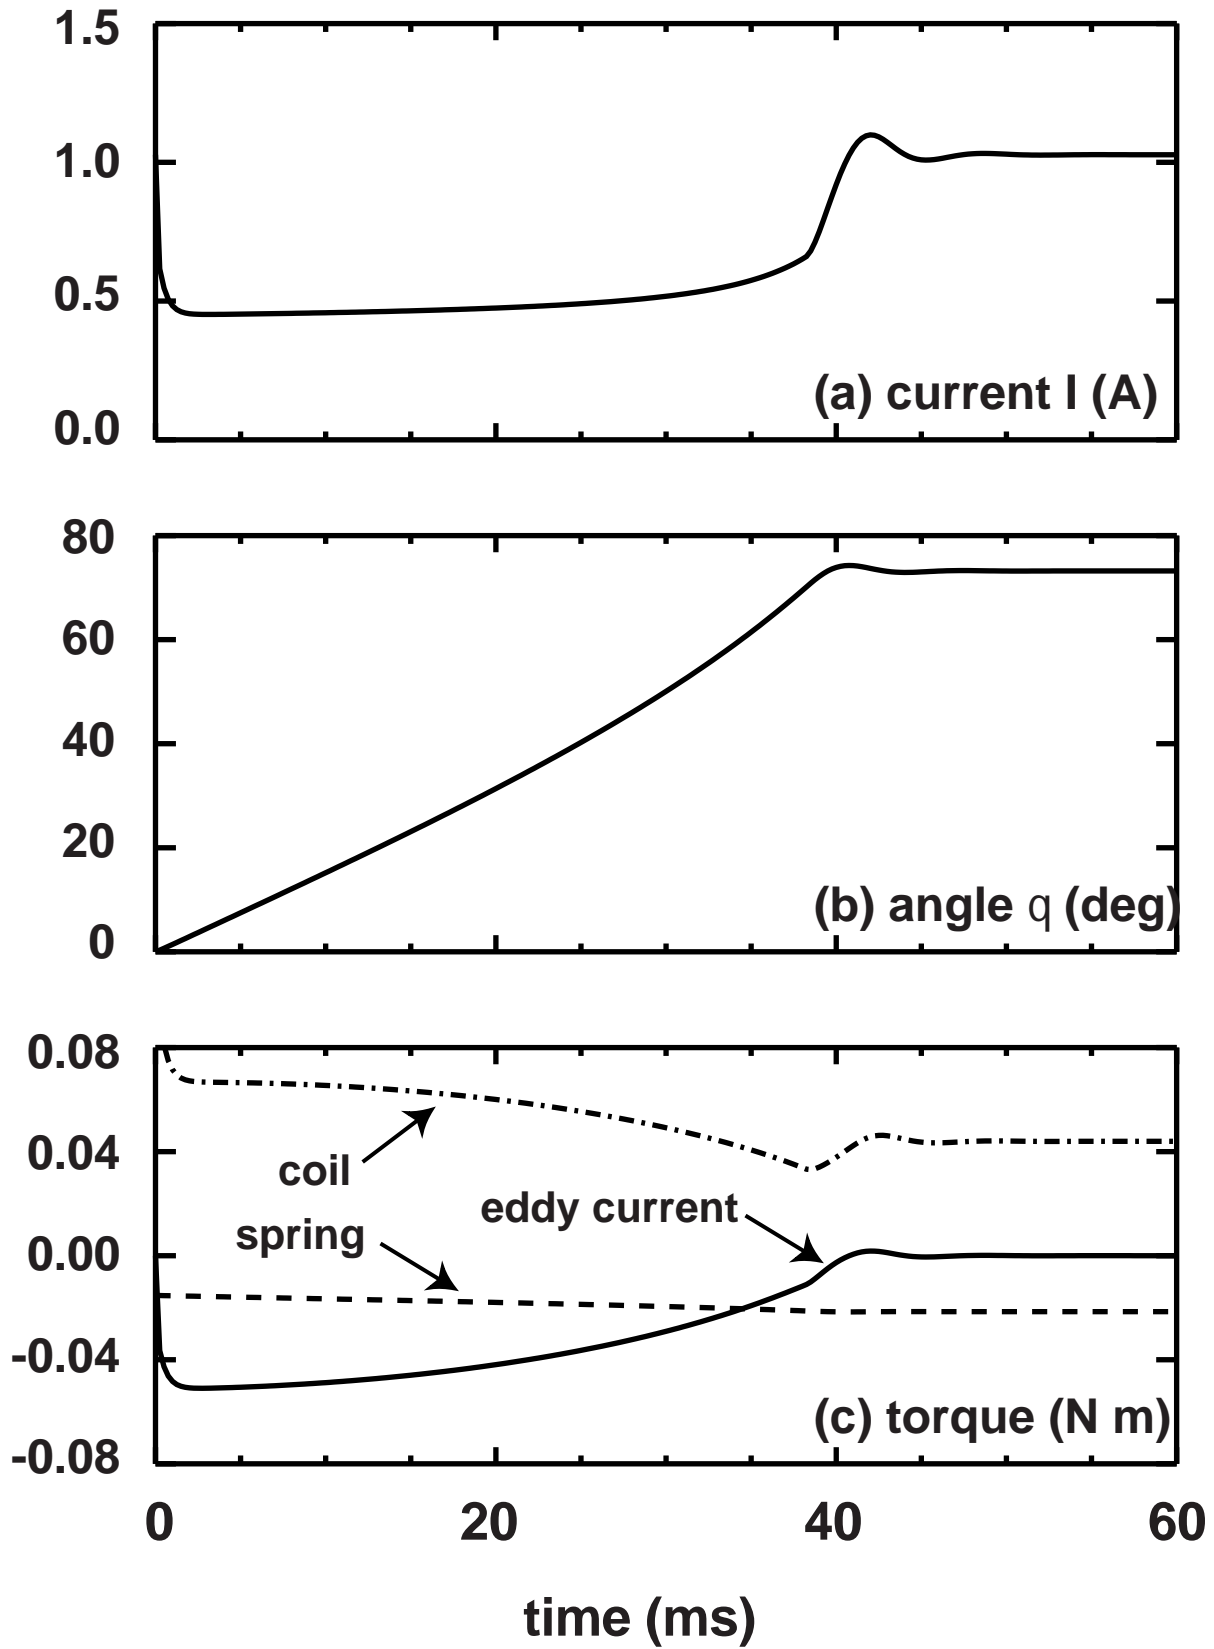 1.5
1.0
0.5
(a) current I (A)
0.0
80
60
40
20
(b) angle q (deg)
0
0.08
0.04
coil
eddy current
spring
0.00
-0.04
(c) torque (N m)
-0.08
0 20 40 60
time (ms)